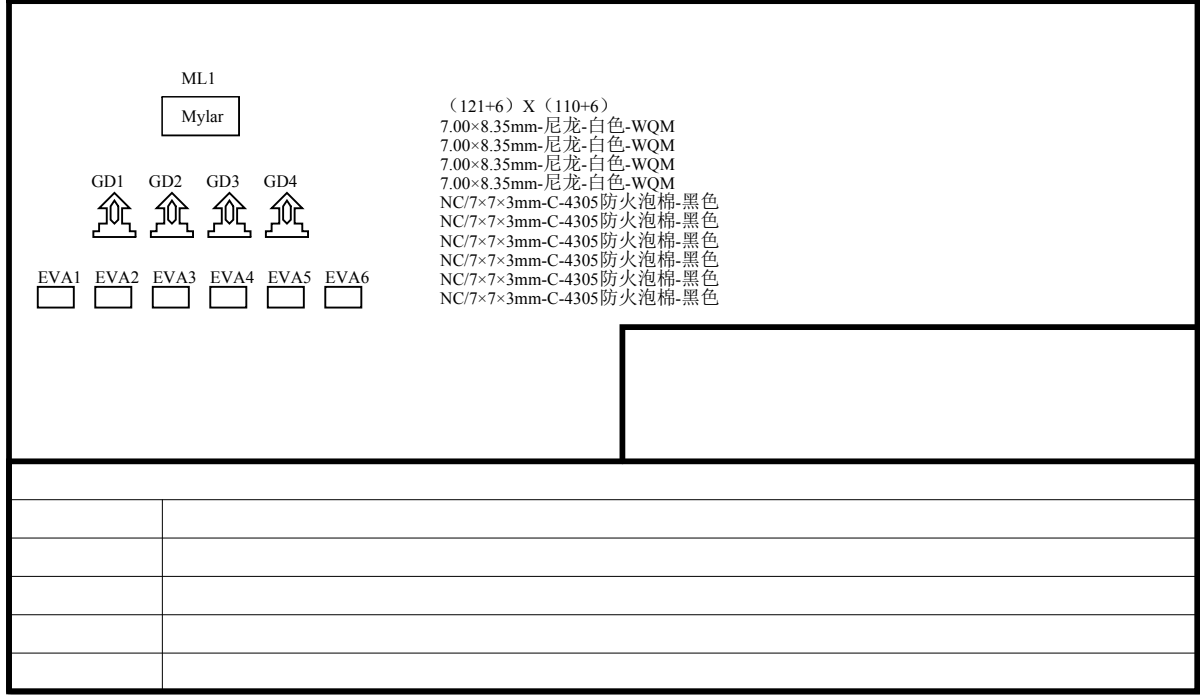 ML1
Mylar
GD1 GD2 GD3 GD4
EVA1 EVA2 EVA3 EVA4 EVA5 EVA6
（121+6）X（110+6）
7.00×8.35mm-尼龙-白色-WQM
7.00×8.35mm-尼龙-白色-WQM
7.00×8.35mm-尼龙-白色-WQM
7.00×8.35mm-尼龙-白色-WQM
NC/7×7×3mm-C-4305防火泡棉-黑色
NC/7×7×3mm-C-4305防火泡棉-黑色
NC/7×7×3mm-C-4305防火泡棉-黑色
NC/7×7×3mm-C-4305防火泡棉-黑色
NC/7×7×3mm-C-4305防火泡棉-黑色
NC/7×7×3mm-C-4305防火泡棉-黑色